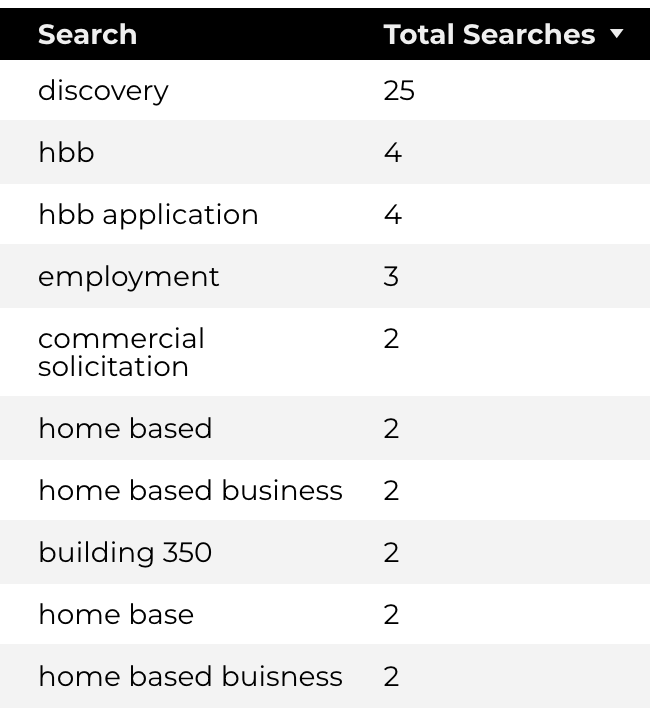 Search Total Searches
discovery 25
hbb 4
hbb application 4
employment 3
commercial 2
solicitation
home based 2
home based business 2
building 350 2
home base 2
home based buisness 2